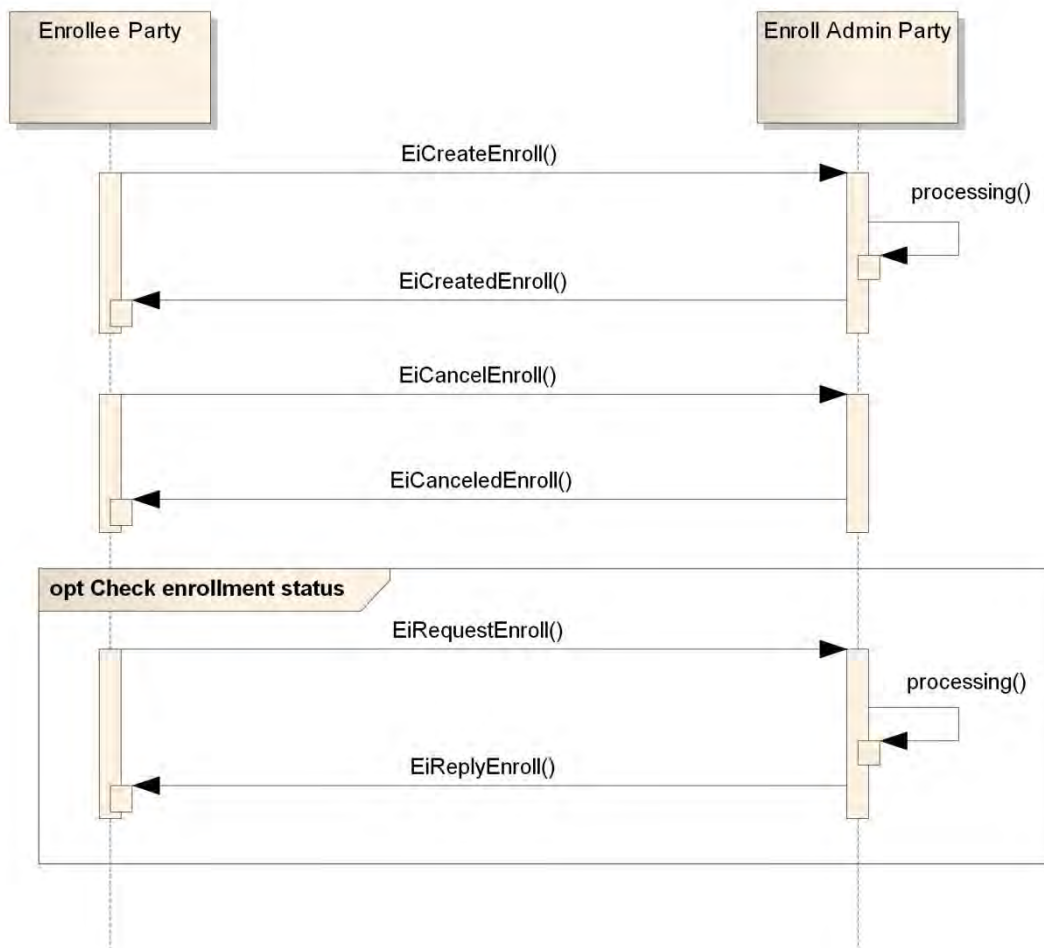 Enrollee Party
Enroll Admin Party
EiCreateEnroll()
processing()
EiCreatedEnroll()
EiCancelEnroll()
EiCanceledEnroll()
opt Check enrollment status
EiRequestEnroll()
processing()
EiReplyEnroll()